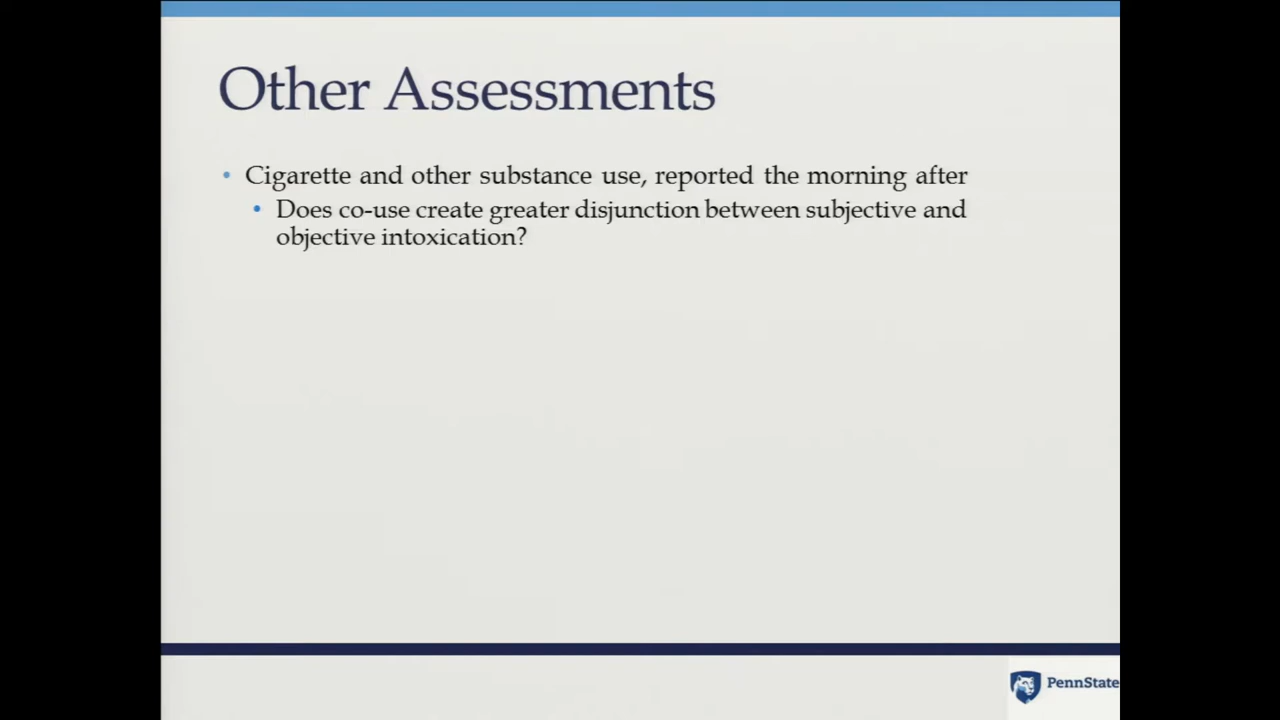 Other Assessments
• Cigarette and other substance use, reported the morning after
• Does co-use create greater disjunction between subjective and
objective intoxication?
PennState